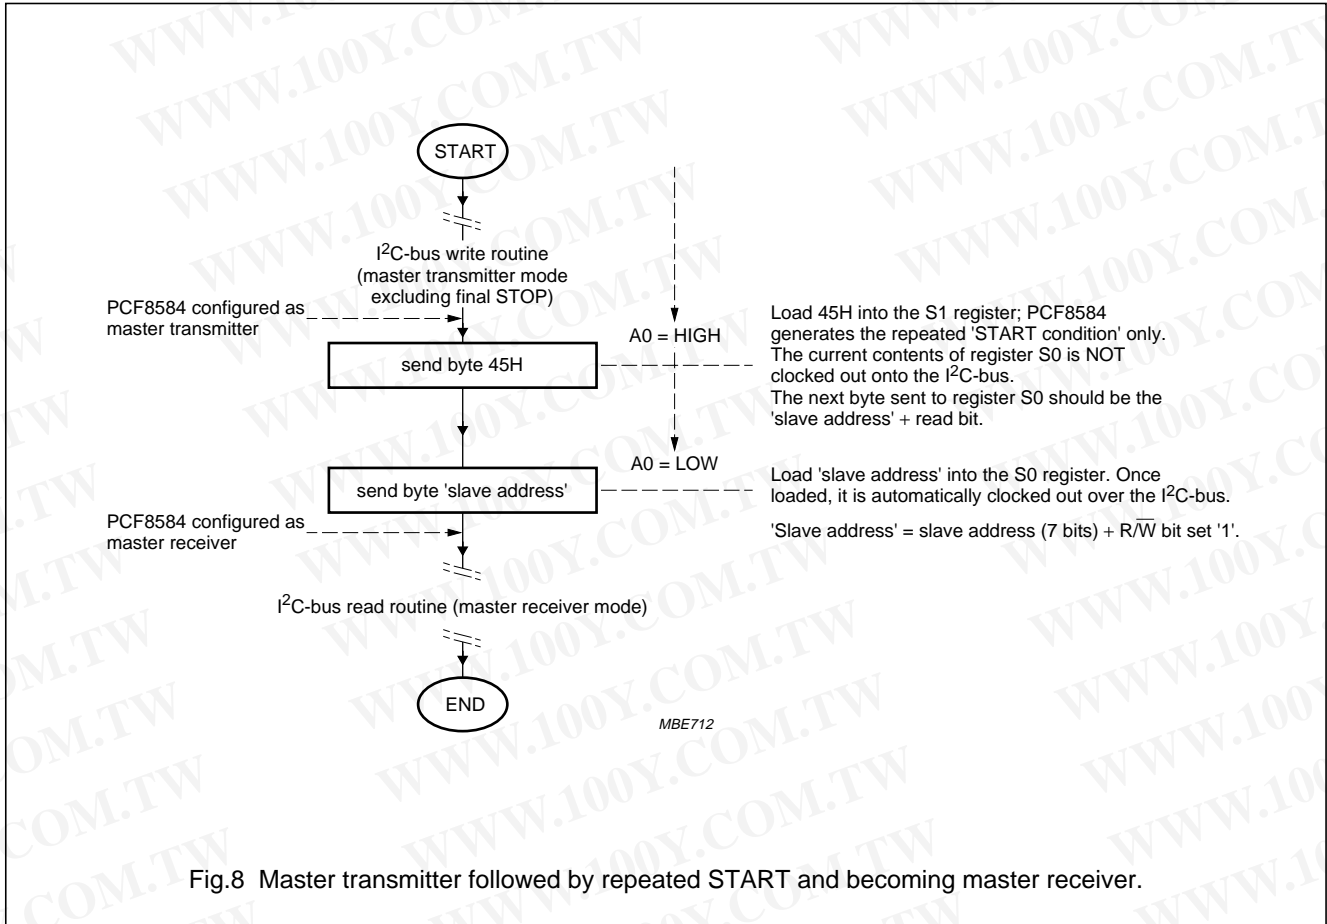 START
I2C-bus write routine
(master transmitter mode
excluding final STOP)
PCF8584 configured as
master transmitter
A0 = HIGH
send byte 45H
Load 45H into the S1 register; PCF8584
generates the repeated 'START condition' only.
The current contents of register S0 is NOT
clocked out onto the I2C-bus.
The next byte sent to register S0 should be the
'slave address' + read bit.
A0 = LOW
send byte 'slave address'
Load 'slave address' into the S0 register. Once
loaded, it is automatically clocked out over the I2C-bus.
'Slave address' = slave address (7 bits) + R/W̅ bit set '1'.
PCF8584 configured as
master receiver
I2C-bus read routine (master receiver mode)
END
MBE712
Fig.8 Master transmitter followed by repeated START and becoming master receiver.
WWW.100Y.COM.TW